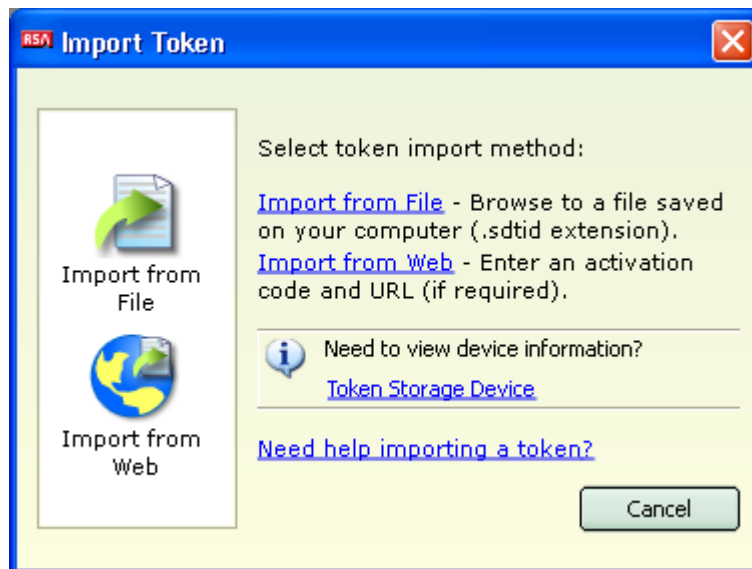 RSA Import Token
Import from
File
Import from
Web
Select token import method:
Import from File - Browse to a file saved
on your computer (.sdtid extension).
Import from Web - Enter an activation
code and URL (if required).
Need to view device information?
Token Storage Device
Need help importing a token?
Cancel